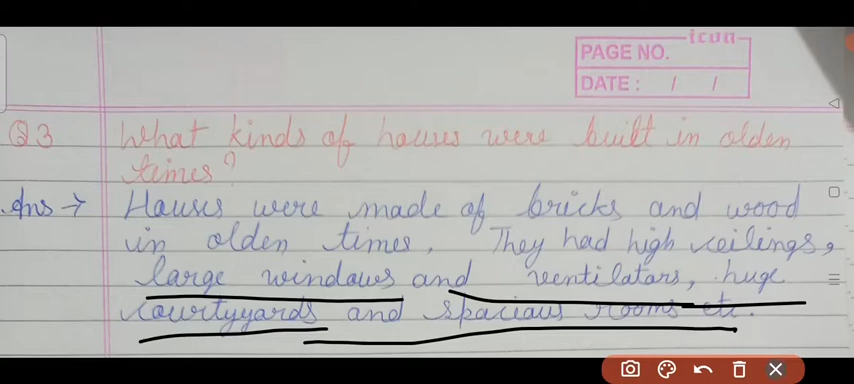 icon
PAGE NO.
DATE : / /
Q3 What kinds of houses were built in olden
times?
Ans → Houses were made of bricks and wood
in olden times. They had high ceilings,
large windows and ventilators, huge
courtyards and spacious rooms etc.